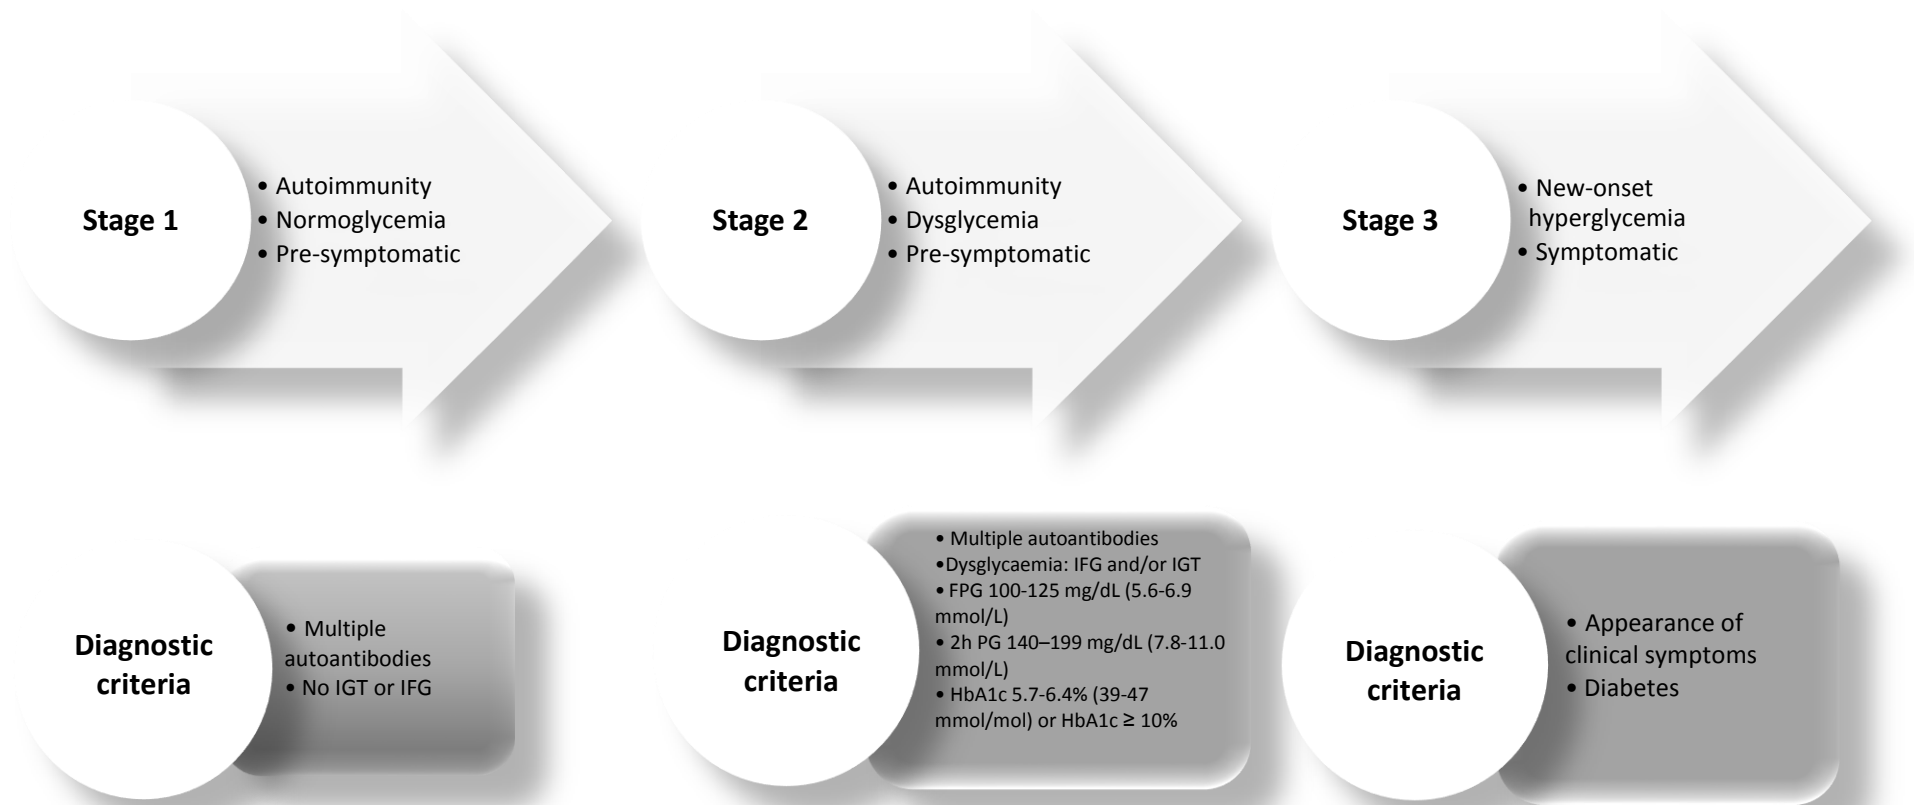 Stage 1
• Autoimmunity
• Normoglycemia
• Pre-symptomatic
Stage 2
• Autoimmunity
• Dysglycemia
• Pre-symptomatic
Stage 3
• New-onset
hyperglycemia
• Symptomatic
Diagnostic
criteria
• Multiple
autoantibodies
• No IGT or IFG
Diagnostic
criteria
• Multiple autoantibodies
•Dysglycaemia: IFG and/or IGT
• FPG 100-125 mg/dL (5.6-6.9
mmol/L)
• 2h PG 140–199 mg/dL (7.8-11.0
mmol/L)
• HbA1c 5.7-6.4% (39-47
mmol/mol) or HbA1c ≥ 10%
Diagnostic
criteria
• Appearance of
clinical symptoms
• Diabetes